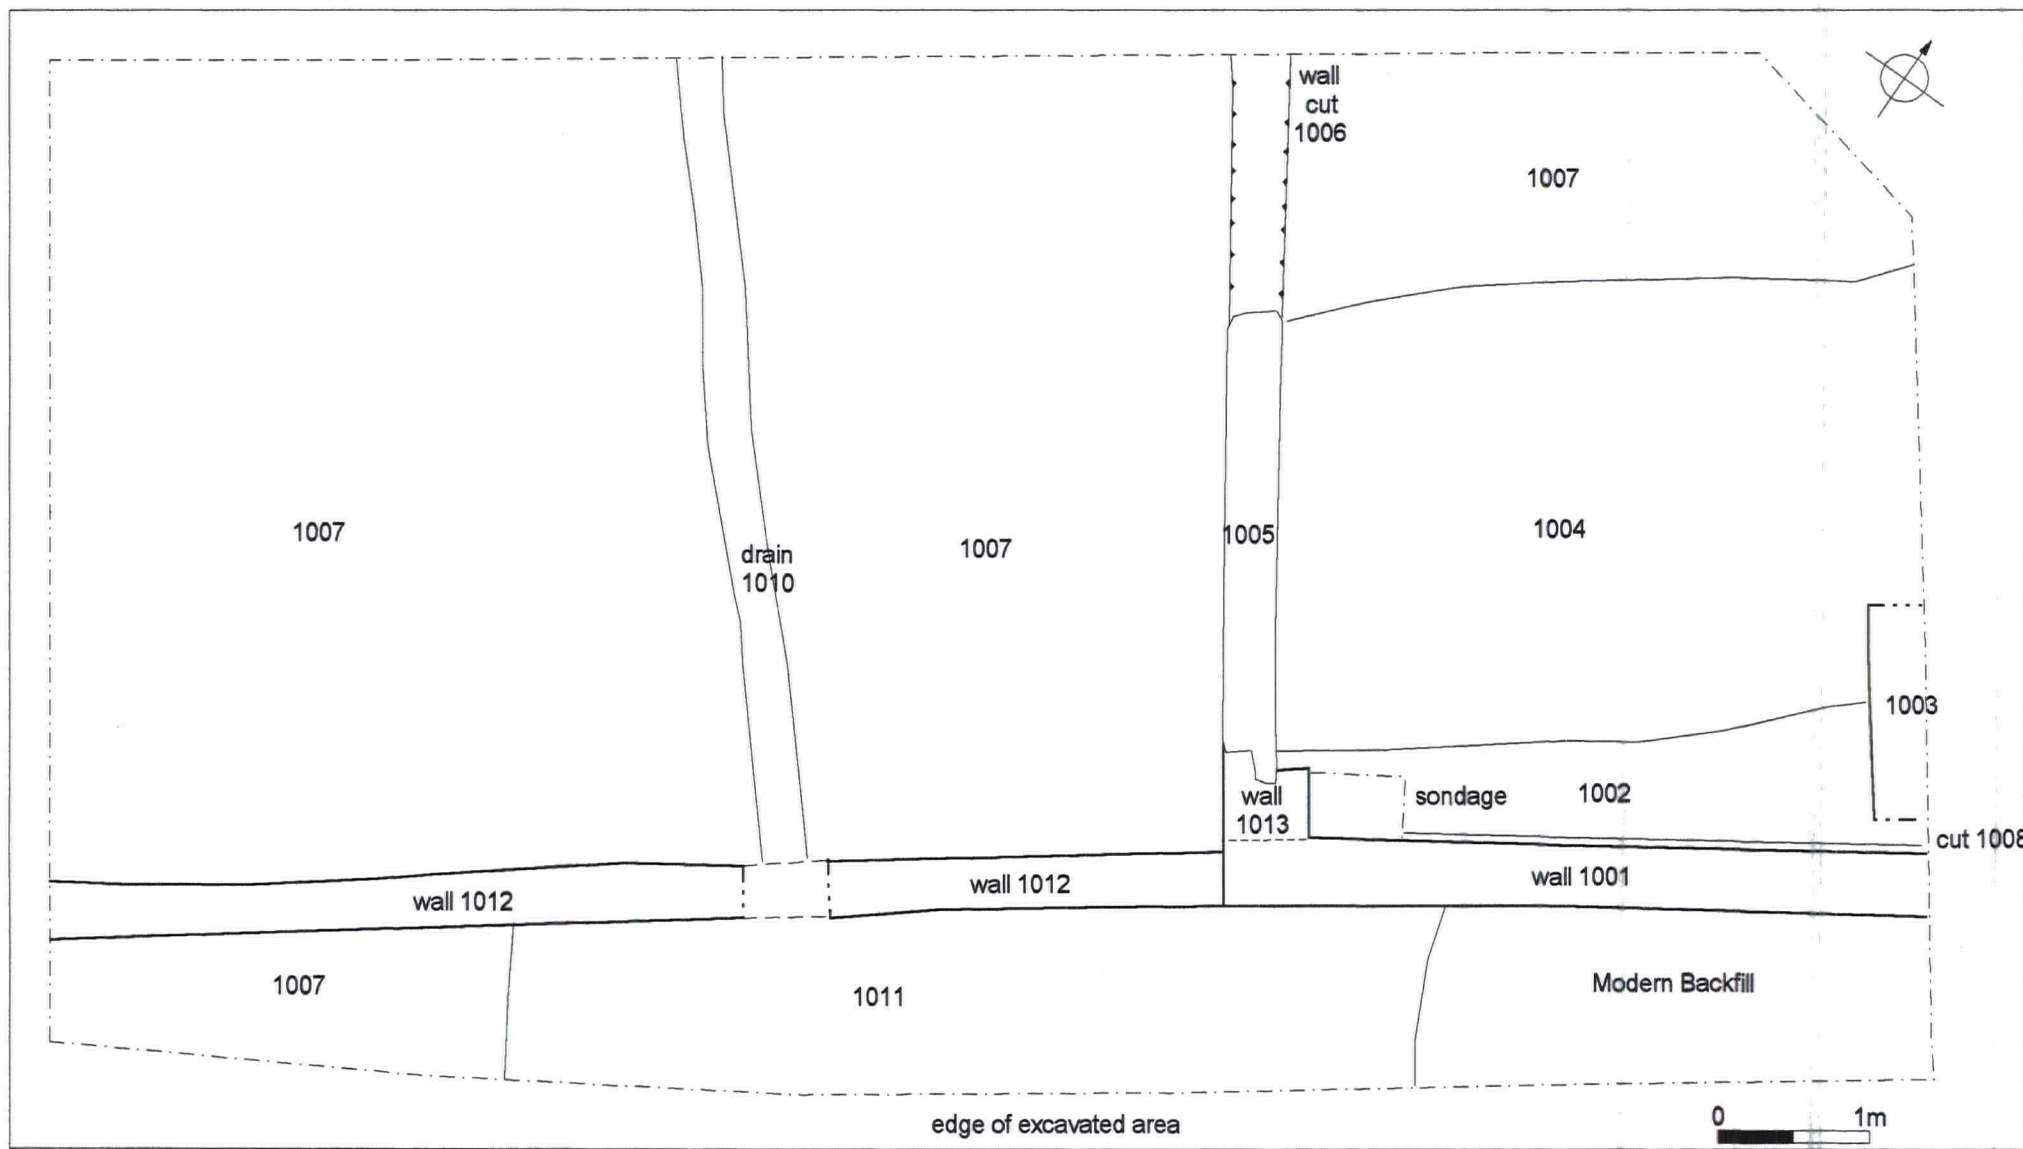 wall
cut
1006
1007
1007
drain
1010
1007
1005
1004
1003
wall
1013
sondage
1002
cut 1008
wall 1012
wall 1012
wall 1001
1007
1011
Modern Backfill
edge of excavated area
0 1m